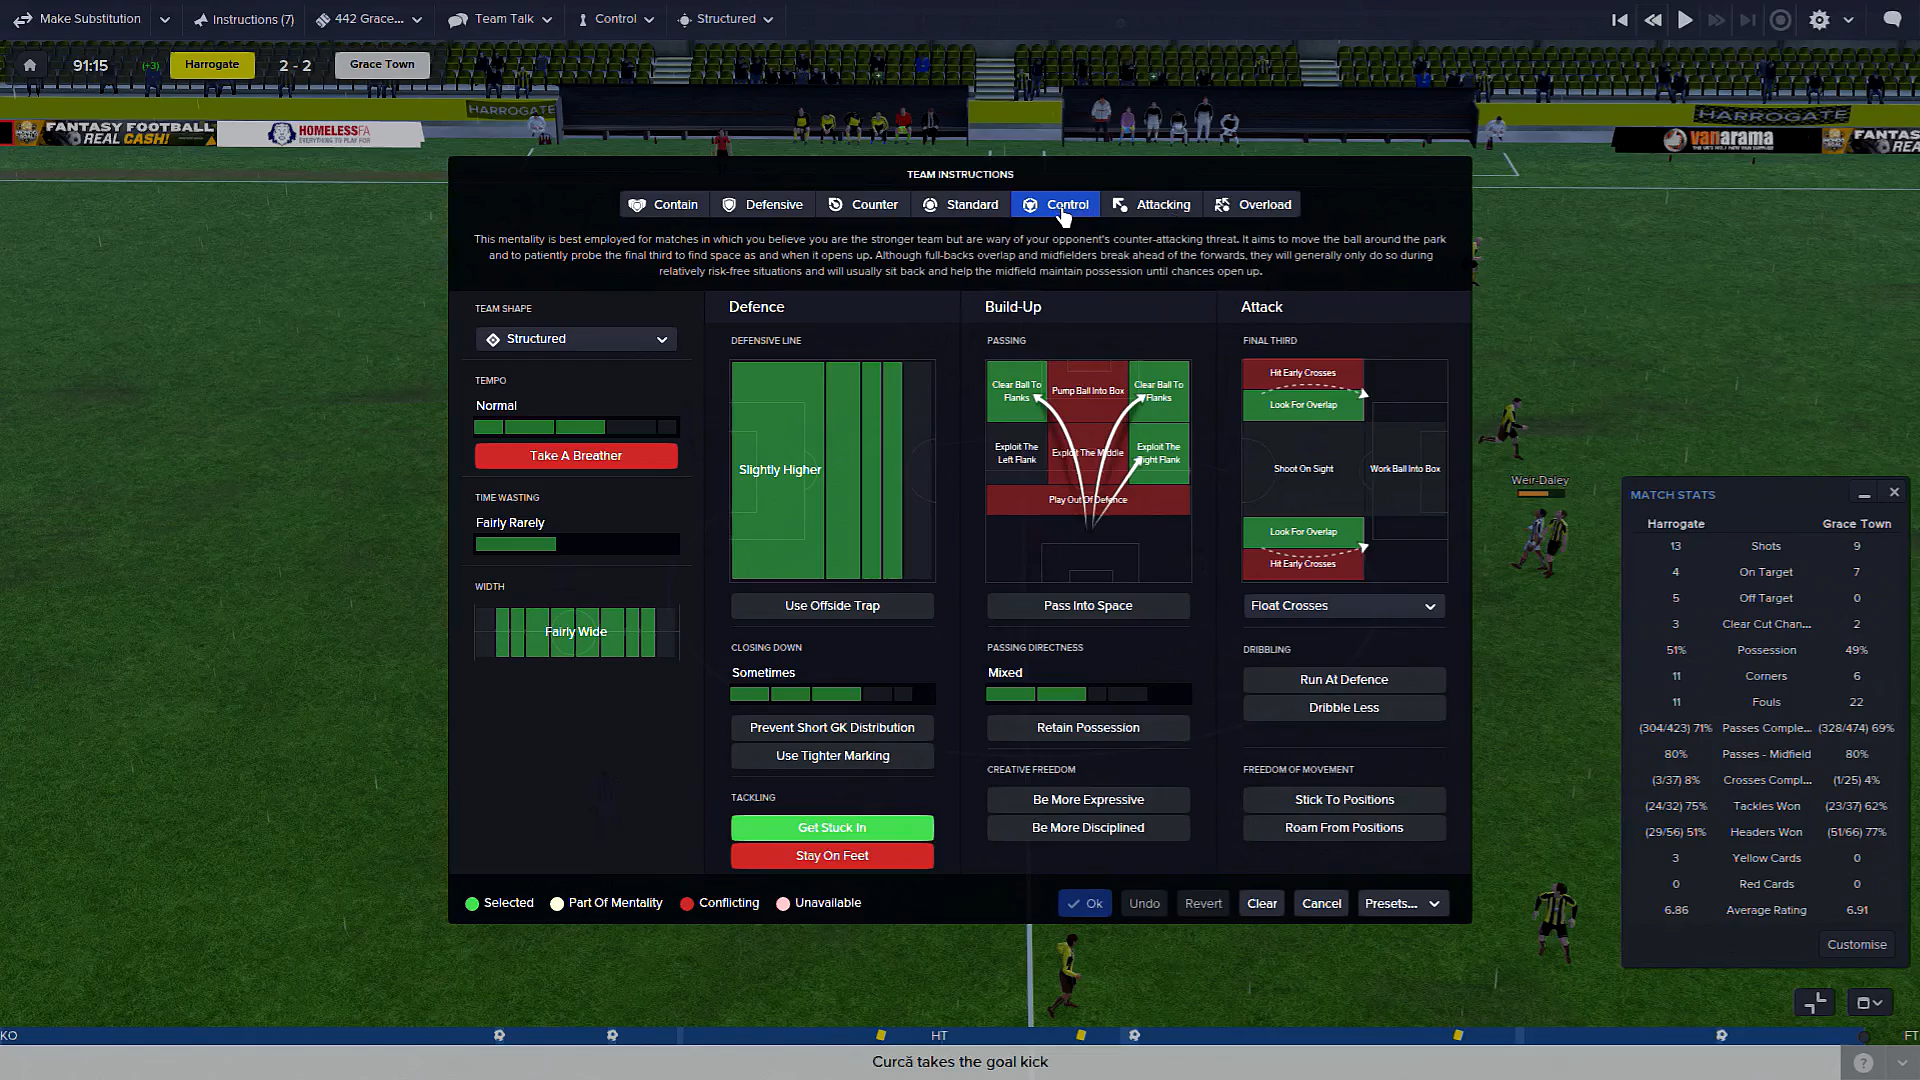 Make Substitution
Instructions (7)
442 Grace...
Team Talk
Control
Structured
91:15
(+3)
Harrogate
2 - 2
Grace Town
HARROGATE
HARROGATE
FANTASY FOOTBALL
REAL CASH!
HOMELESSFA
EVERYTHING TO PLAY FOR
vanarama
FANTASY
REA
TEAM INSTRUCTIONS
Contain
Defensive
Counter
Standard
Control
Attacking
Overload
This mentality is best employed for matches in which you believe you are the stronger team but are wary of your opponent's counter-attacking threat. It aims to move the ball around the park
and to patiently probe the final third to find space as and when it opens up. Although full-backs overlap and midfielders break ahead of the forwards, they will generally only do so during
relatively risk-free situations and will usually sit back and help the midfield maintain possession until chances open up.
TEAM SHAPE
Structured
TEMPO
Normal
Take A Breather
TIME WASTING
Fairly Rarely
WIDTH
Fairly Wide
Defence
DEFENSIVE LINE
Slightly Higher
Use Offside Trap
CLOSING DOWN
Sometimes
Prevent Short GK Distribution
Use Tighter Marking
TACKLING
Get Stuck In
Stay On Feet
Build-Up
PASSING
Clear Ball To
Flanks
Pump Ball Into Box
Clear Ball To
Flanks
Exploit The
Left Flank
Exploit The Middle
Exploit The
Right Flank
Play Out Of Defence
Pass Into Space
PASSING DIRECTNESS
Mixed
Retain Possession
CREATIVE FREEDOM
Be More Expressive
Be More Disciplined
Attack
FINAL THIRD
Hit Early Crosses
Look For Overlap
Shoot On Sight
Work Ball Into Box
Look For Overlap
Hit Early Crosses
Float Crosses
DRIBBLING
Run At Defence
Dribble Less
FREEDOM OF MOVEMENT
Stick To Positions
Roam From Positions
Selected
Part Of Mentality
Conflicting
Unavailable
Ok
Undo
Revert
Clear
Cancel
Presets...
Weir-Daley
MATCH STATS
Harrogate Grace Town
13 Shots 9
4 On Target 7
5 Off Target 0
3 Clear Cut Chan... 2
51% Possession 49%
11 Corners 6
11 Fouls 22
(304/423) 71% Passes Comple... (328/474) 69%
80% Passes - Midfield 80%
(3/37) 8% Crosses Compl... (1/25) 4%
(24/32) 75% Tackles Won (23/37) 62%
(29/56) 51% Headers Won (51/66) 77%
3 Yellow Cards 0
0 Red Cards 0
6.86 Average Rating 6.91
Customise
KO
HT
FT
Curcă takes the goal kick
?